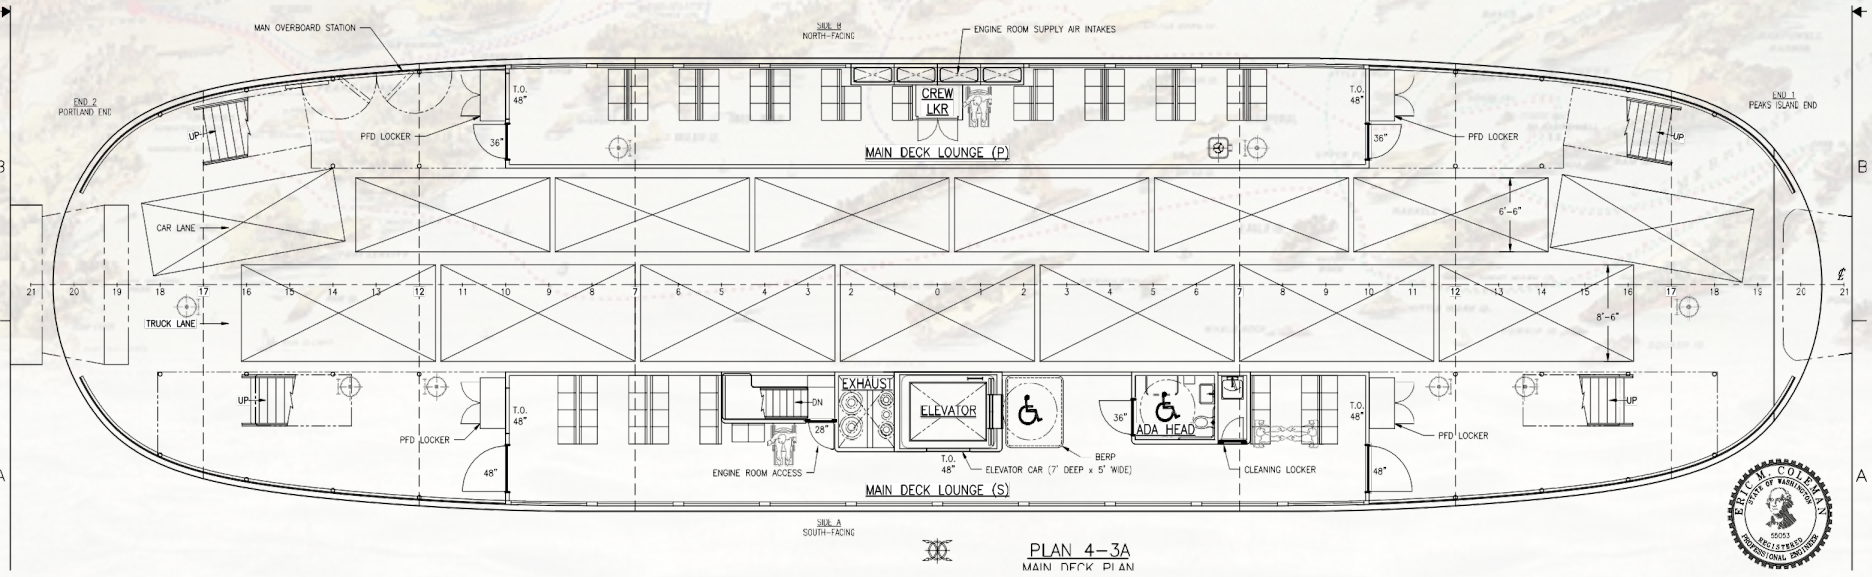 SIDE B
NORTH-FACING
MAN OVERBOARD STATION
ENGINE ROOM SUPPLY AIR INTAKES
END 2
PORTLAND END
END 1
PEAKS ISLAND END
T.O.
48"
CREW
LKR
T.O.
48"
UP
PFD LOCKER
36"
MAIN DECK LOUNGE (P)
36"
PFD LOCKER
UP
B
B
CAR LANE
6'-6"
21 20 19 18 17 16 15 14 13 12 11 10 9 8 7 6 5 4 3 2 1 0 1 2 3 4 5 6 7 8 9 10 11 12 13 14 15 16 17 18 19 20 21
TRUCK LANE
8'-6"
UP
T.O.
48"
EXHAUST
DN
ELEVATOR
28"
36"
ADA HEAD
T.O.
48"
UP
PFD LOCKER
PFD LOCKER
48"
ENGINE ROOM ACCESS
T.O.
48"
ELEVATOR CAR (7' DEEP x 5' WIDE)
BERP
CLEANING LOCKER
48"
A
A
MAIN DECK LOUNGE (S)
SIDE A
SOUTH-FACING
PLAN 4-3A
MAIN DECK PLAN
ERIC M. COLEMAN
STATE OF WASHINGTON
55053
REGISTERED
PROFESSIONAL ENGINEER